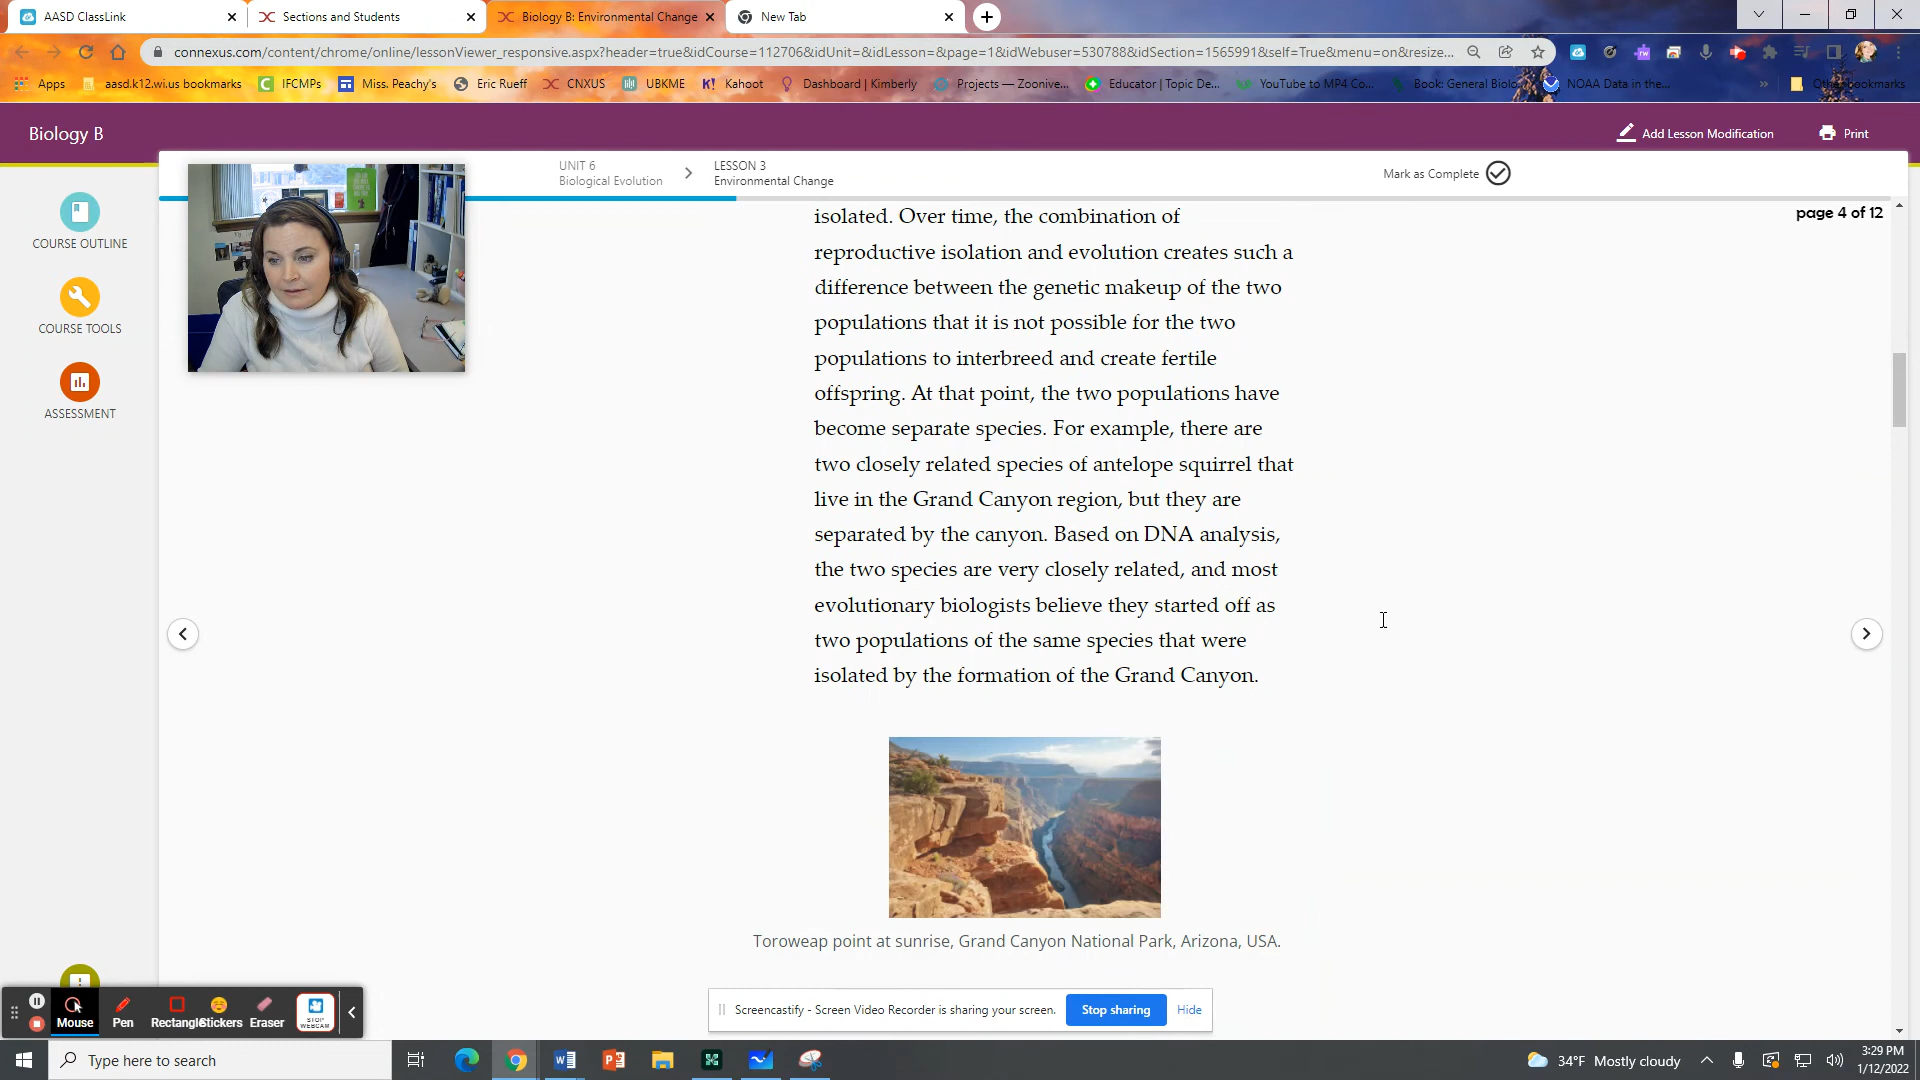 AASD ClassLink
Sections and Students
Biology B: Environmental Change
New Tab
connexus.com/content/chrome/online/lessonViewer_responsive.aspx?header=true&idCourse=112706&idUnit=&idLesson=&page=1&idWebuser=530788&idSection=1565991&self=True&menu=on&resize...
Apps
aasd.k12.wi.us bookmarks
IFCMPs
Miss. Peachy's
Eric Rueff
CNXUS
UBKME
K! Kahoot
Dashboard | Kimberly
Projects — Zoonive...
Educator | Topic De...
YouTube to MP4 Co...
Book: General Biolo
NOAA Data in the...
Other bookmarks
Biology B
Add Lesson Modification
Print
UNIT 6
Biological Evolution
LESSON 3
Environmental Change
Mark as Complete
page 4 of 12
COURSE OUTLINE
COURSE TOOLS
ASSESSMENT
isolated. Over time, the combination of
reproductive isolation and evolution creates such a
difference between the genetic makeup of the two
populations that it is not possible for the two
populations to interbreed and create fertile
offspring. At that point, the two populations have
become separate species. For example, there are
two closely related species of antelope squirrel that
live in the Grand Canyon region, but they are
separated by the canyon. Based on DNA analysis,
the two species are very closely related, and most
evolutionary biologists believe they started off as
two populations of the same species that were
isolated by the formation of the Grand Canyon.
Toroweap point at sunrise, Grand Canyon National Park, Arizona, USA.
Mouse
Pen
Rectangle
Stickers
Eraser
STOP
WEBCAM
Screencastify - Screen Video Recorder is sharing your screen.
Stop sharing
Hide
Type here to search
34°F Mostly cloudy
3:29 PM
1/12/2022